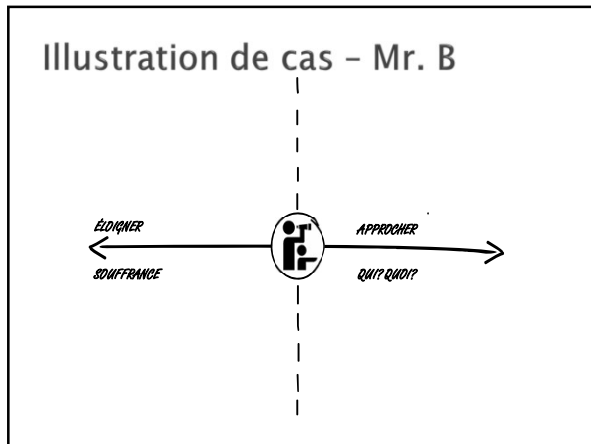 Illustration de cas – Mr. B
ÉLOIGNER
APPROCHER
SOUFFRANCE
QUI? QUOI?